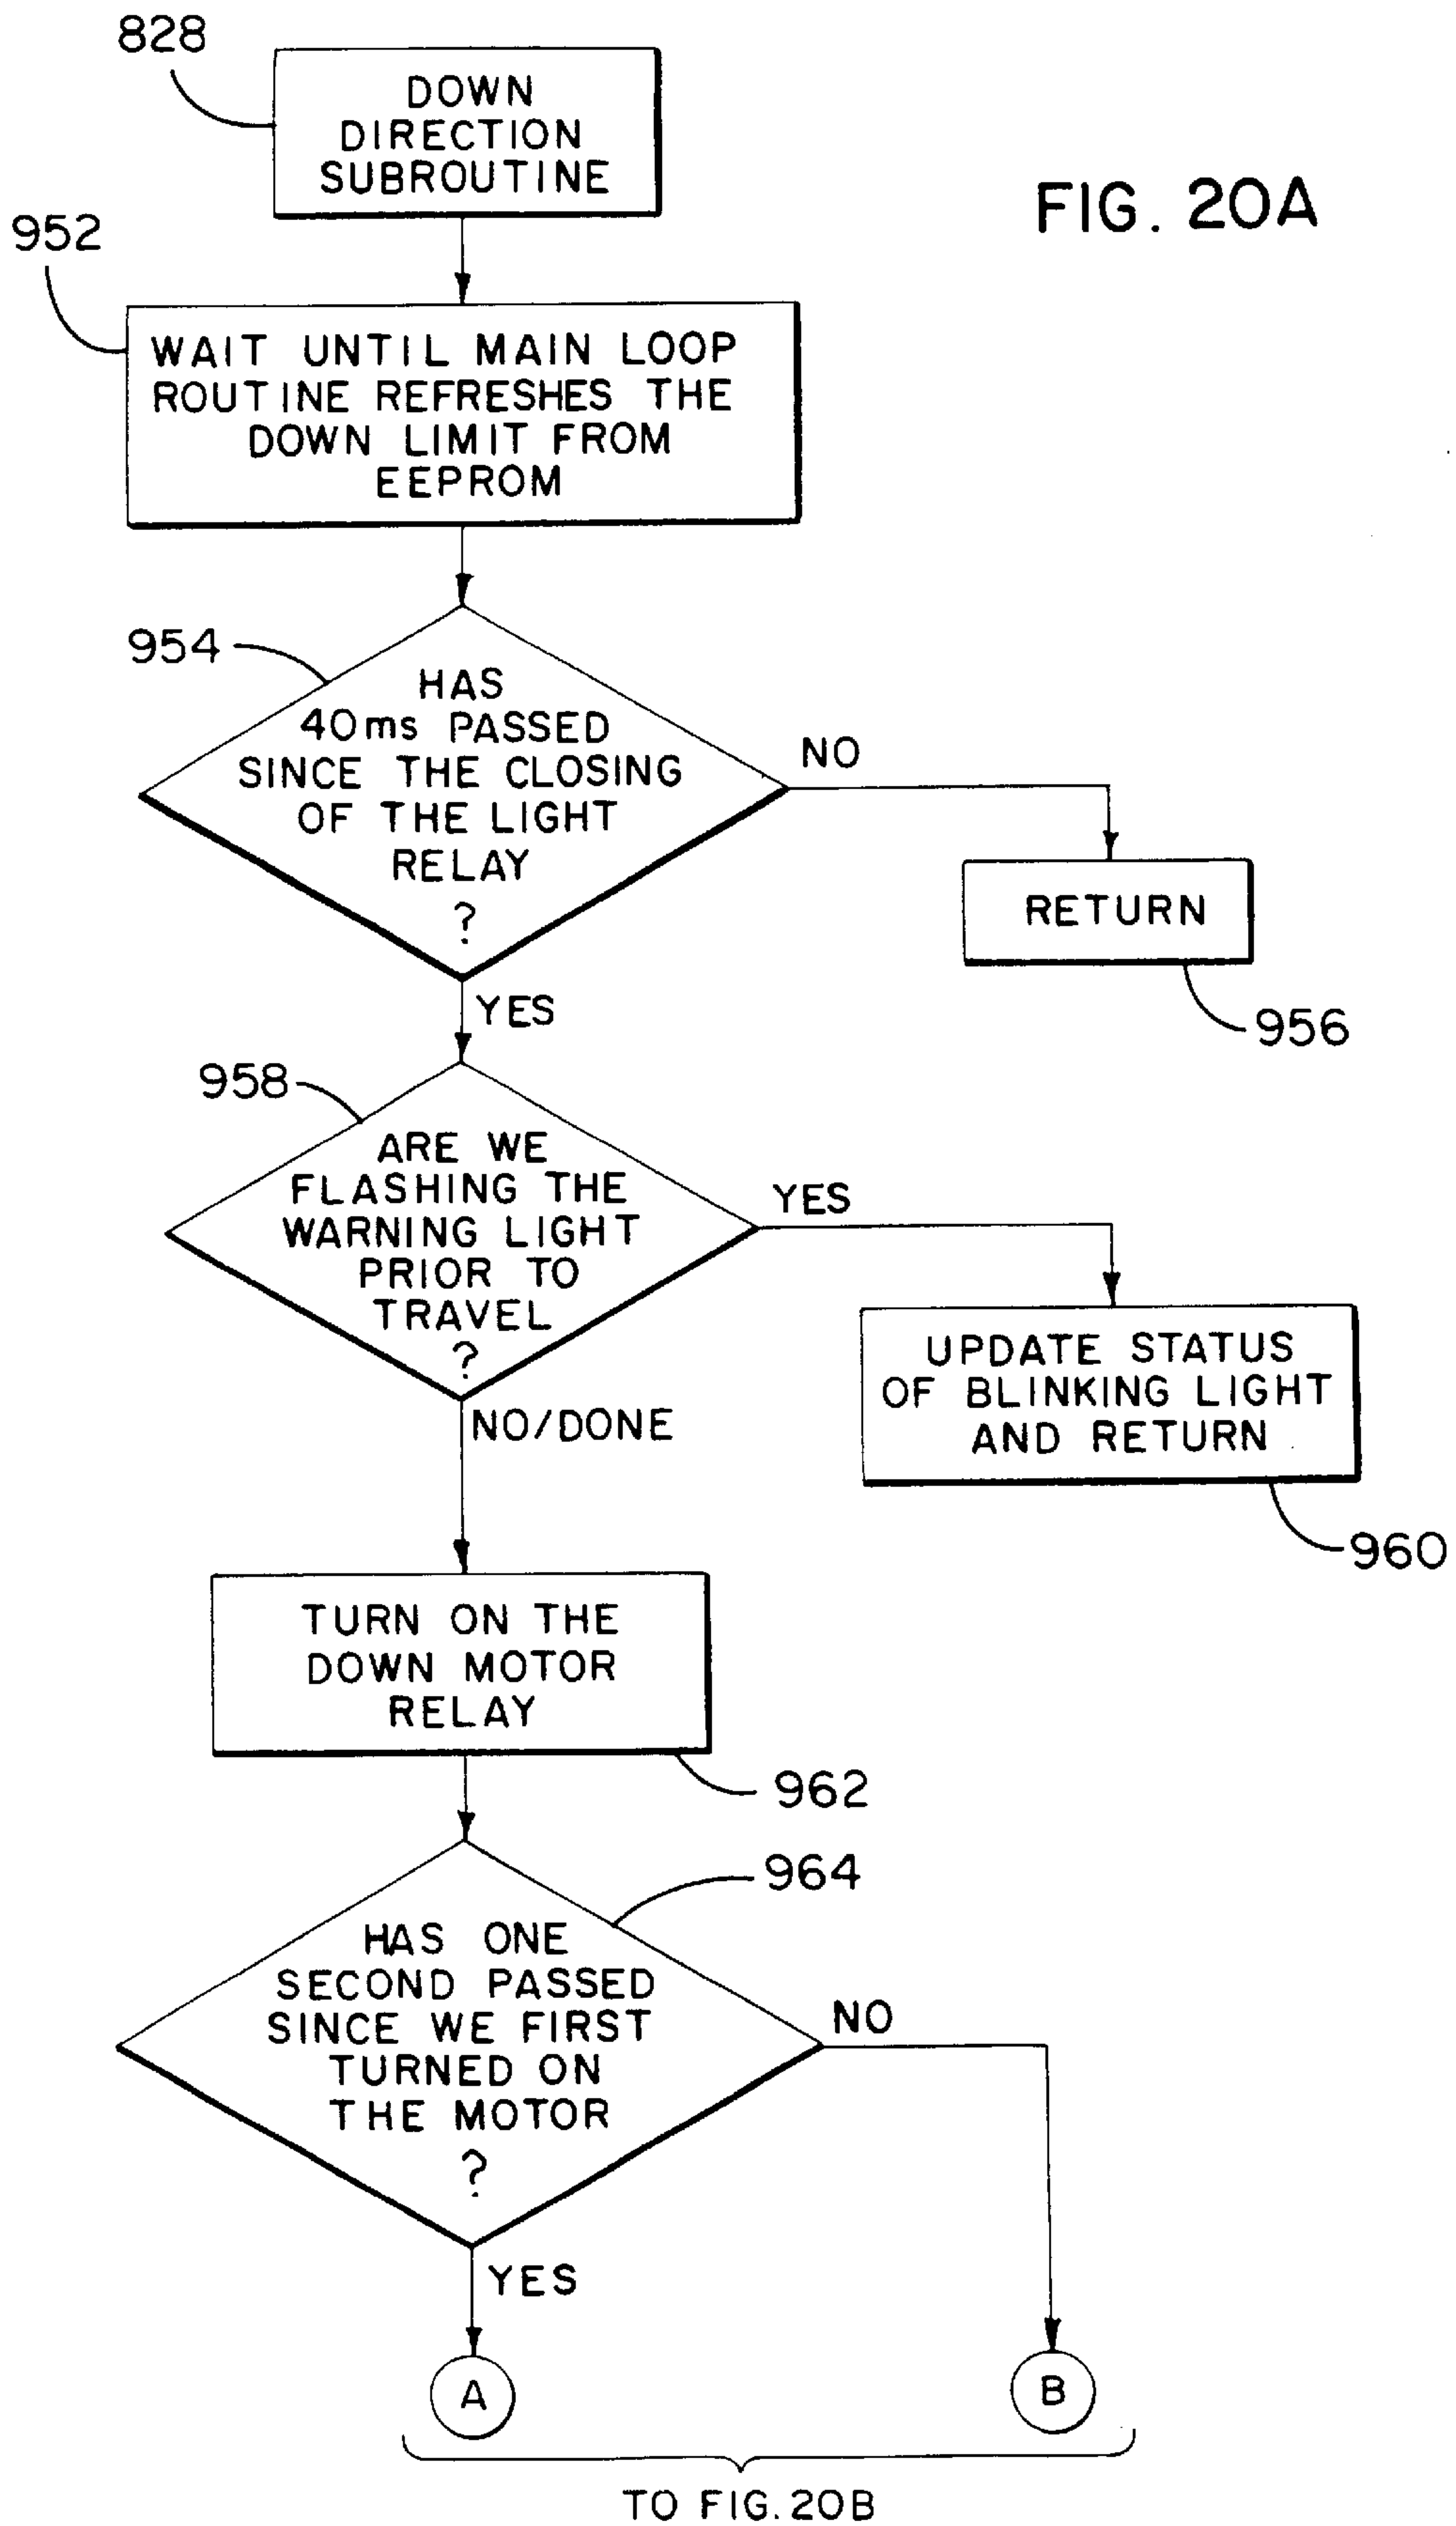 828
DOWN
DIRECTION
SUBROUTINE
FIG. 20A
952
WAIT UNTIL MAIN LOOP
ROUTINE REFRESHES THE
DOWN LIMIT FROM
EEPROM
954
HAS
40ms PASSED
SINCE THE CLOSING
OF THE LIGHT
RELAY
?
NO
RETURN
956
YES
958
ARE WE
FLASHING THE
WARNING LIGHT
PRIOR TO
TRAVEL
?
YES
UPDATE STATUS
OF BLINKING LIGHT
AND RETURN
960
NO/DONE
TURN ON THE
DOWN MOTOR
RELAY
962
964
HAS ONE
SECOND PASSED
SINCE WE FIRST
TURNED ON
THE MOTOR
?
NO
YES
A
B
TO FIG. 20B